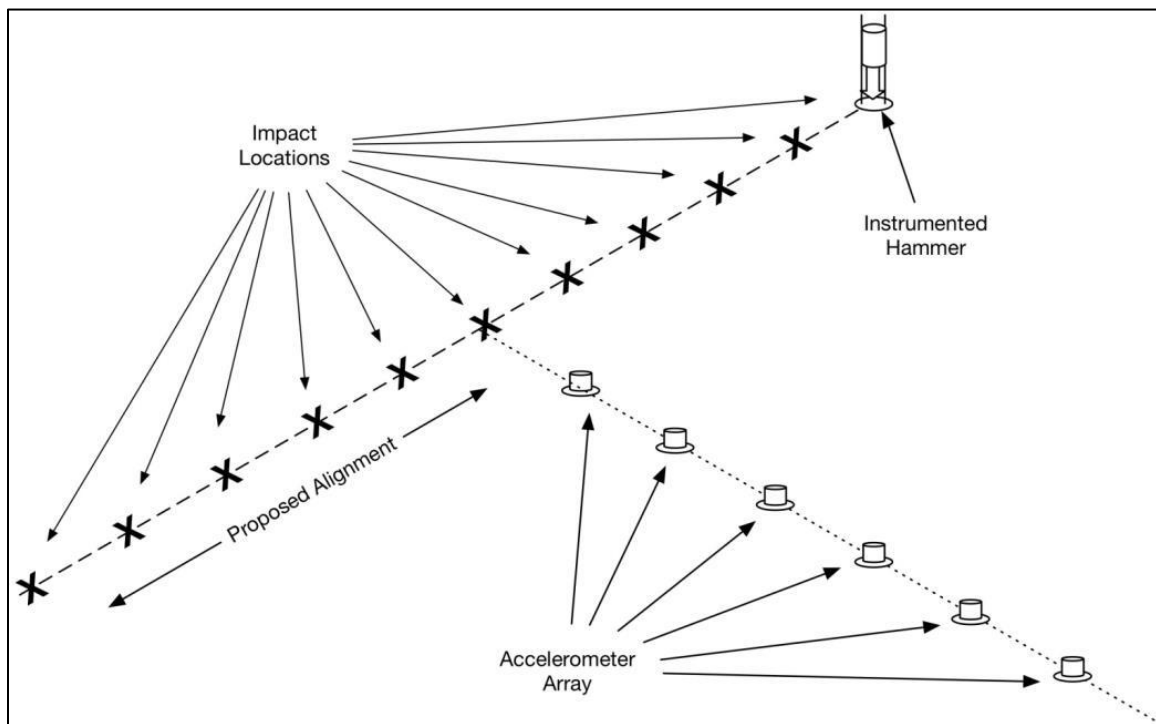 Impact
Locations
Instrumented
Hammer
Proposed Alignment
Accelerometer
Array